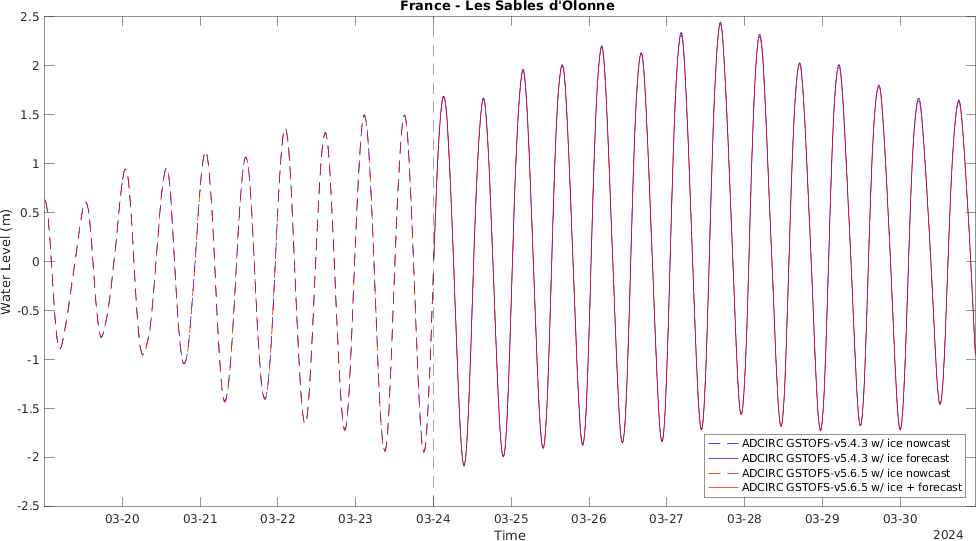 France - Les Sables d'Olonne
2.5
2
1.5
1
0.5
0
-0.5
-1
-1.5
-2
-2.5
Water Level (m)
ADCIRC GSTOFS-v5.4.3 w/ ice nowcast
ADCIRC GSTOFS-v5.4.3 w/ ice forecast
ADCIRC GSTOFS-v5.6.5 w/ ice nowcast
ADCIRC GSTOFS-v5.6.5 w/ ice + forecast
03-20 03-21 03-22 03-23 03-24 03-25 03-26 03-27 03-28 03-29 03-30
Time
2024